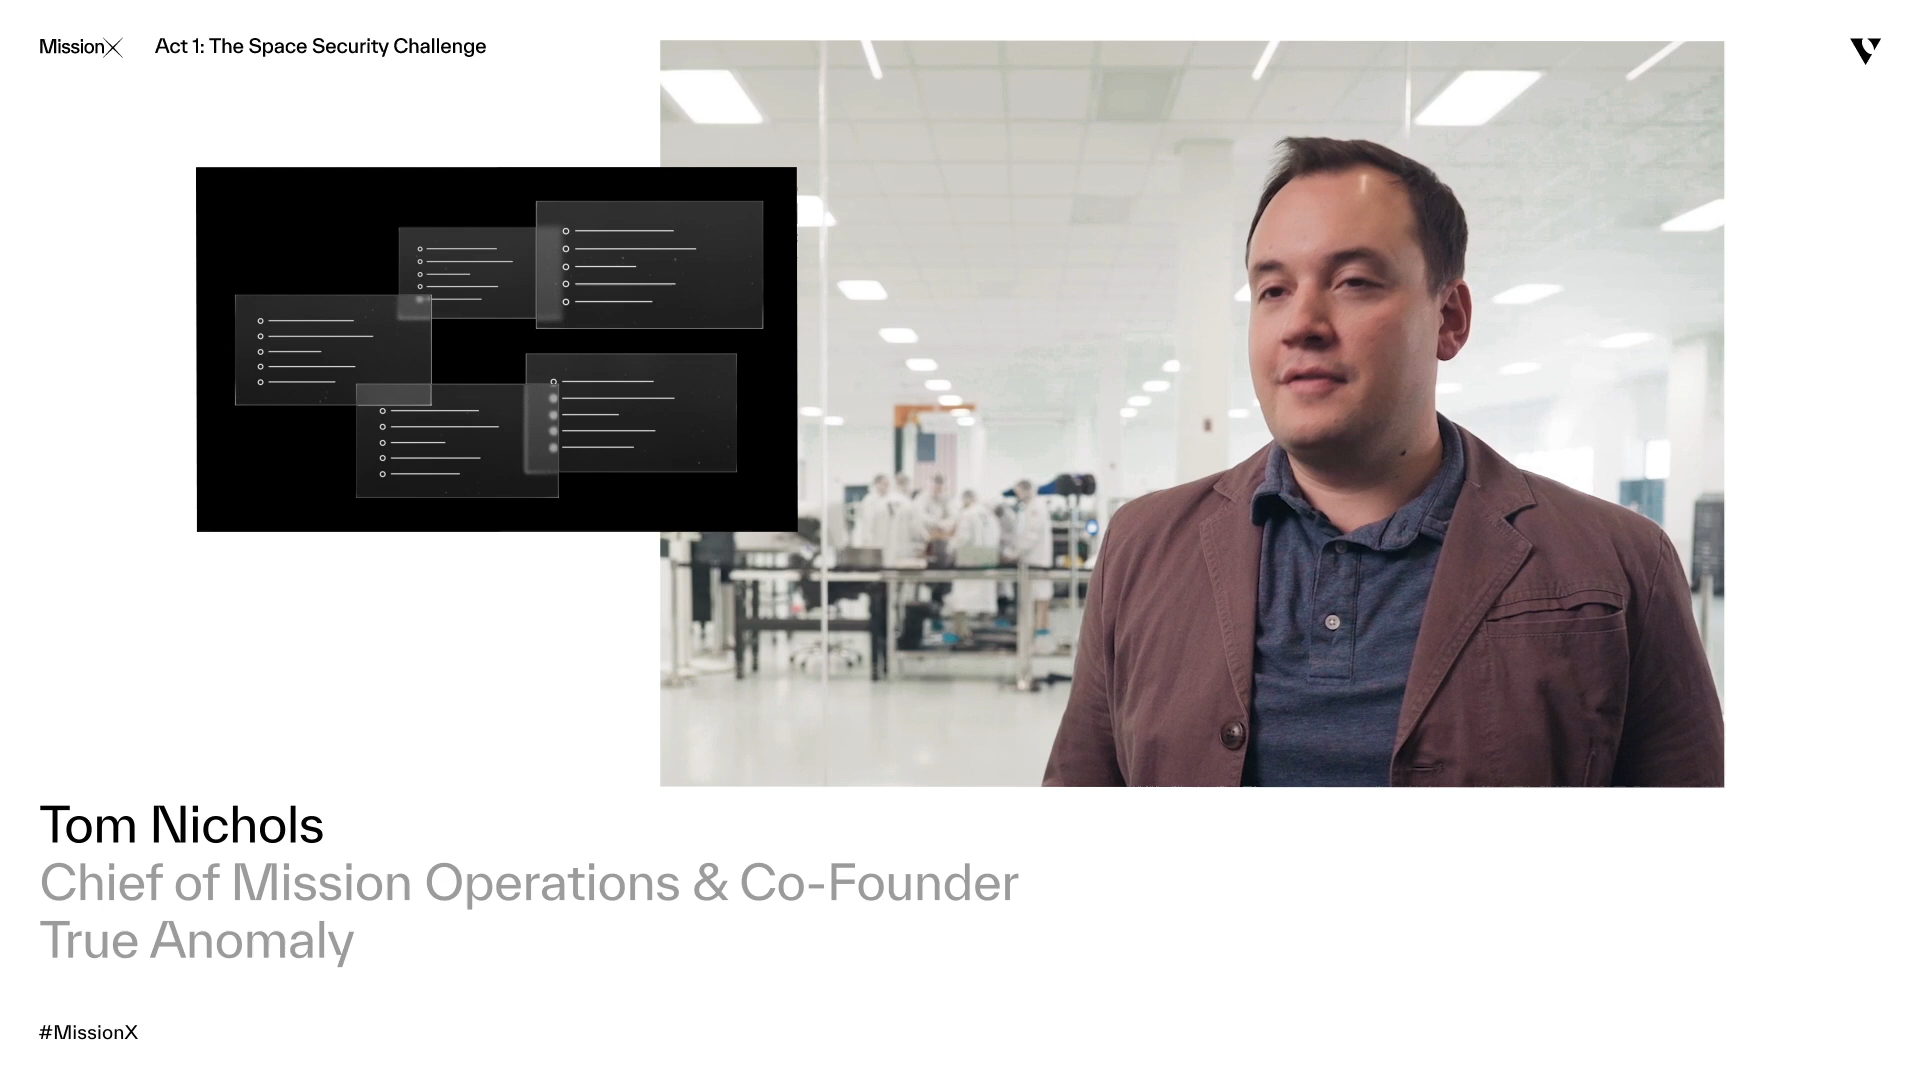 MissionX
Act 1: The Space Security Challenge
Tom Nichols
Chief of Mission Operations & Co-Founder
True Anomaly
#MissionX